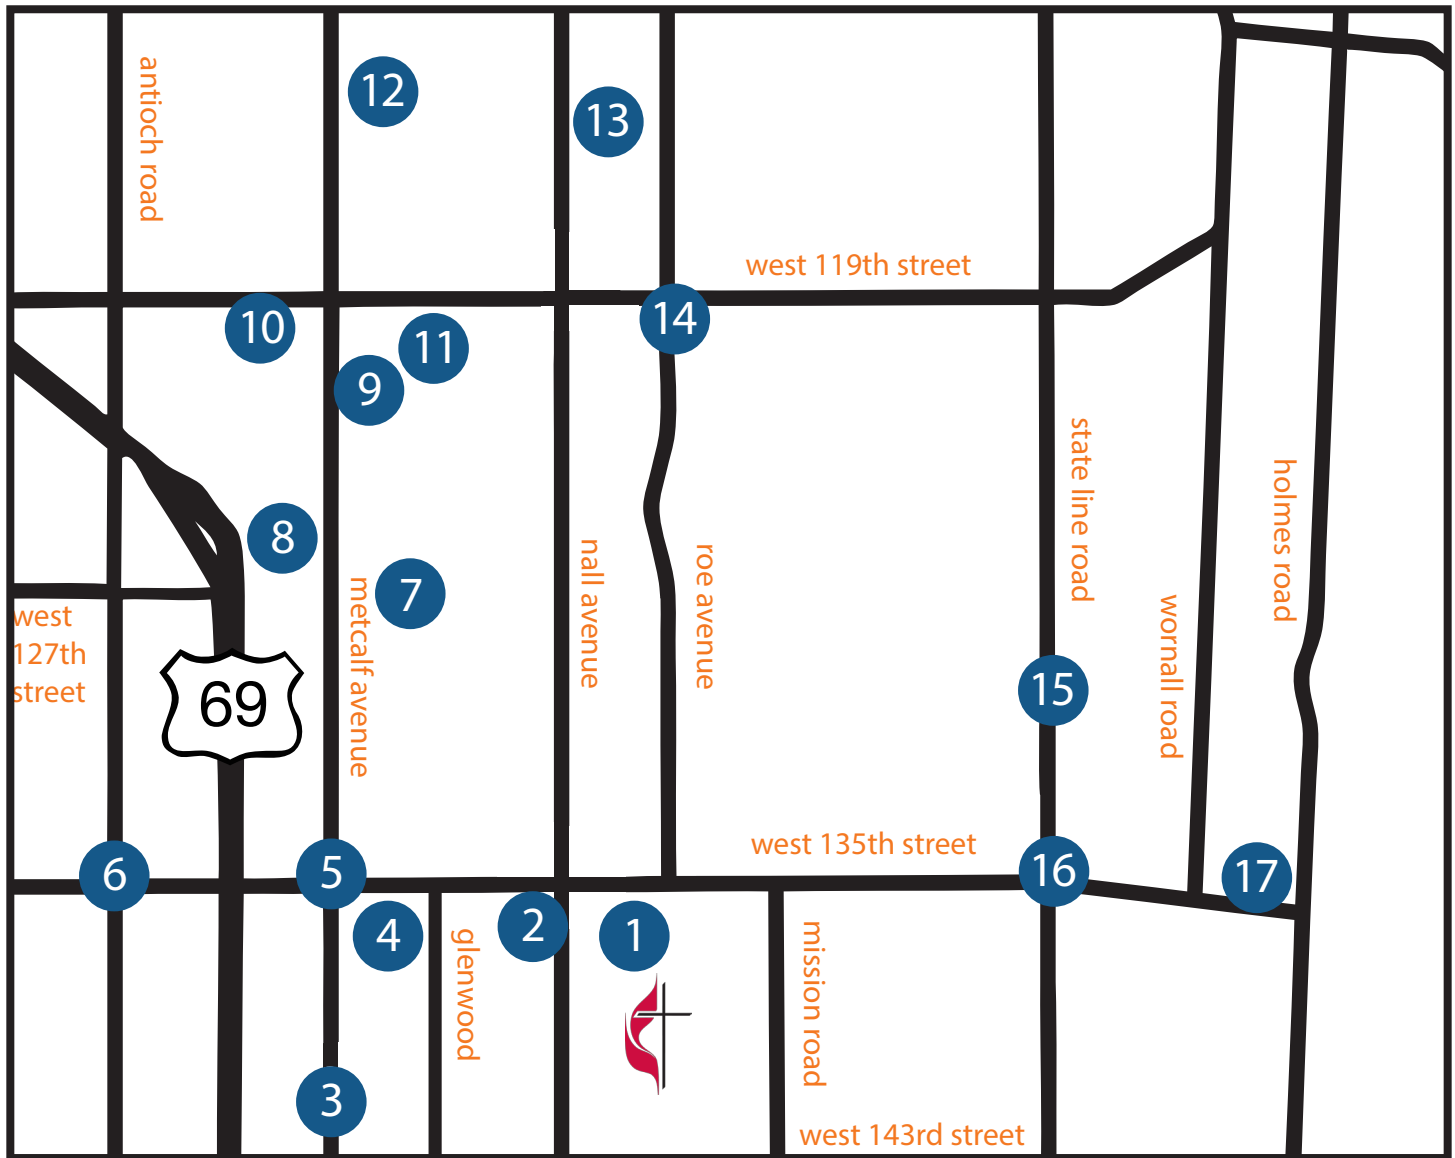 antioch road
12
13
west 119th street
10
14
11
9
state line road
holmes road
8
nall avenue
roe avenue
metcalf avenue
7
wornall road
west
127th
street
69
15
west 135th street
6
5
16
17
4
glenwood
2
1
mission road
3
west 143rd street